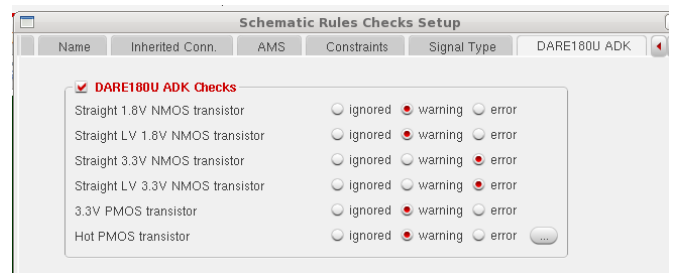 Schematic Rules Checks Setup
Name Inherited Conn. AMS Constraints Signal Type DARE180U ADK
DARE180U ADK Checks
Straight 1.8V NMOS transistor ignored warning error
Straight LV 1.8V NMOS transistor ignored warning error
Straight 3.3V NMOS transistor ignored warning error
Straight LV 3.3V NMOS transistor ignored warning error
3.3V PMOS transistor ignored warning error
Hot PMOS transistor ignored warning error ...